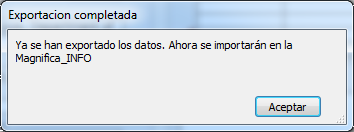 Exportacion completada
Ya se han exportado los datos. Ahora se importarán en la
Magnifica_INFO
Aceptar